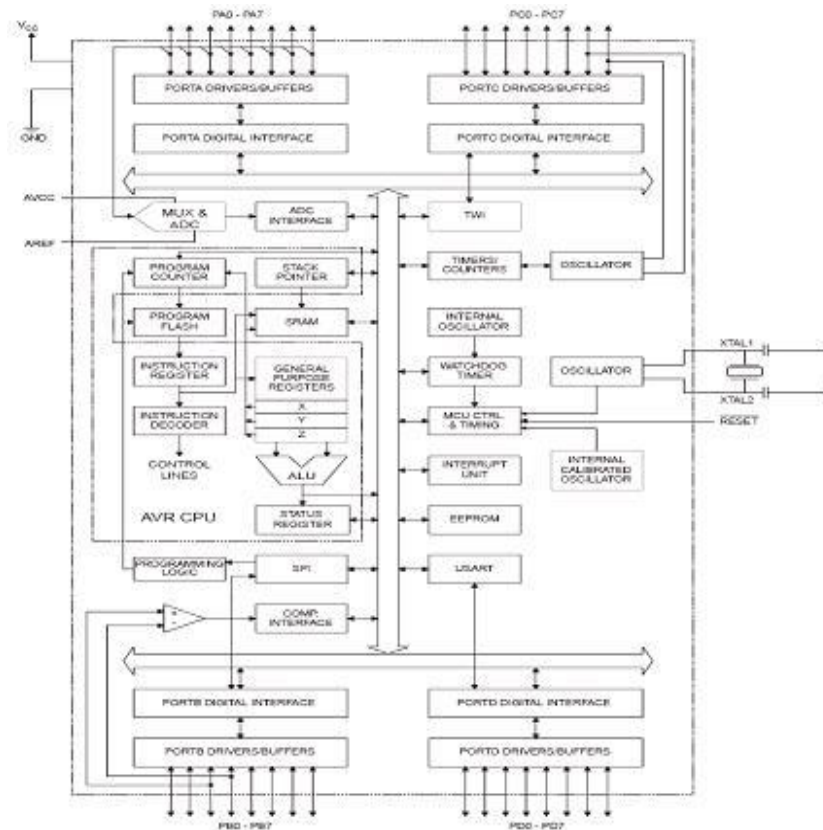 PA0 - PA7
PC0 - PC7
VCC
GND
PORTA DRIVERS/BUFFERS
PORTC DRIVERS/BUFFERS
PORTA DIGITAL INTERFACE
PORTC DIGITAL INTERFACE
AVCC
AREF
MUX &
ADC
ADC
INTERFACE
TWI
PROGRAM
COUNTER
STACK
POINTER
TIMERS/
COUNTERS
OSCILLATOR
PROGRAM
FLASH
SRAM
INTERNAL
OSCILLATOR
XTAL1
INSTRUCTION
REGISTER
GENERAL
PURPOSE
REGISTERS
WATCHDOG
TIMER
OSCILLATOR
XTAL2
X
Y
Z
INSTRUCTION
DECODER
MCU CTRL.
& TIMING
RESET
CONTROL
LINES
ALU
INTERRUPT
UNIT
INTERNAL
CALIBRATED
OSCILLATOR
AVR CPU
STATUS
REGISTER
EEPROM
PROGRAMMING
LOGIC
SPI
USART
+
-
COMP.
INTERFACE
PORTB DIGITAL INTERFACE
PORTD DIGITAL INTERFACE
PORTB DRIVERS/BUFFERS
PORTD DRIVERS/BUFFERS
PB0 - PB7
PD0 - PD7